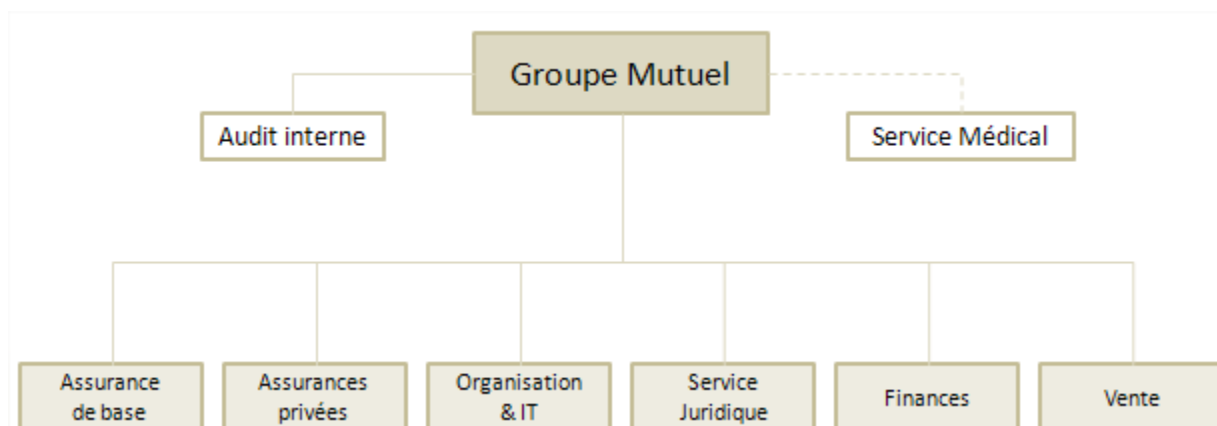 Groupe Mutuel
Audit interne
Service Médical
Assurance
de base
Assurances
privées
Organisation
& IT
Service
Juridique
Finances
Vente